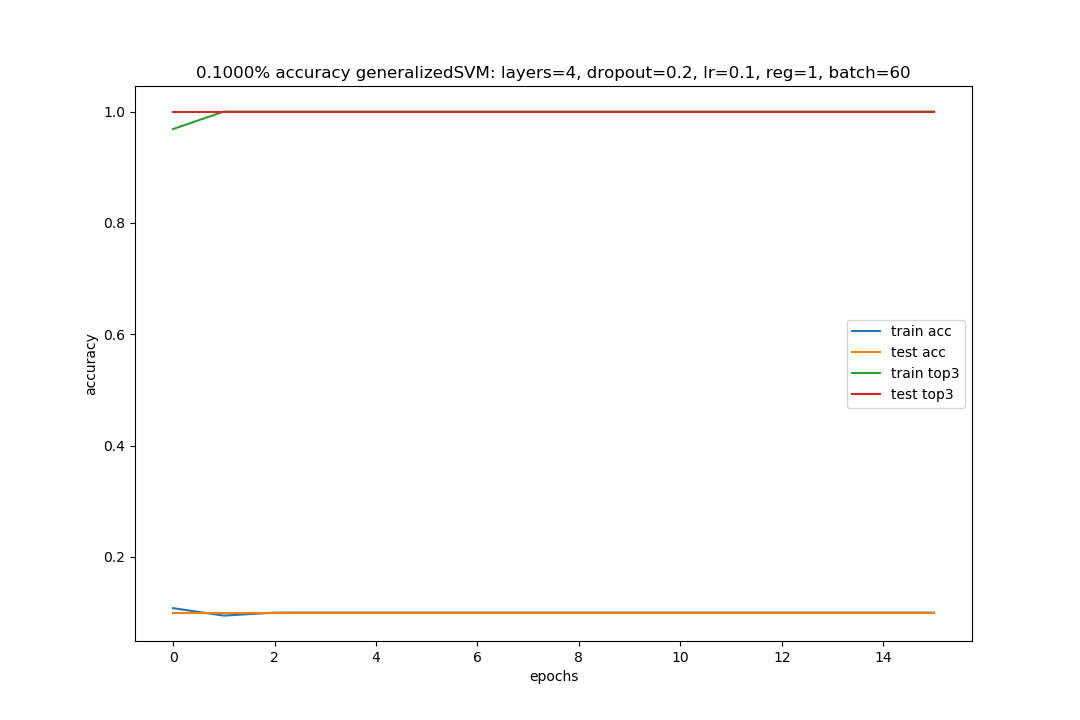 0.1000% accuracy generalizedSVM: layers=4, dropout=0.2, lr=0.1, reg=1, batch=60
1.0
0.8
0.6
0.4
0.2
accuracy
train acc
test acc
train top3
test top3
0 2 4 6 8 10 12 14
epochs